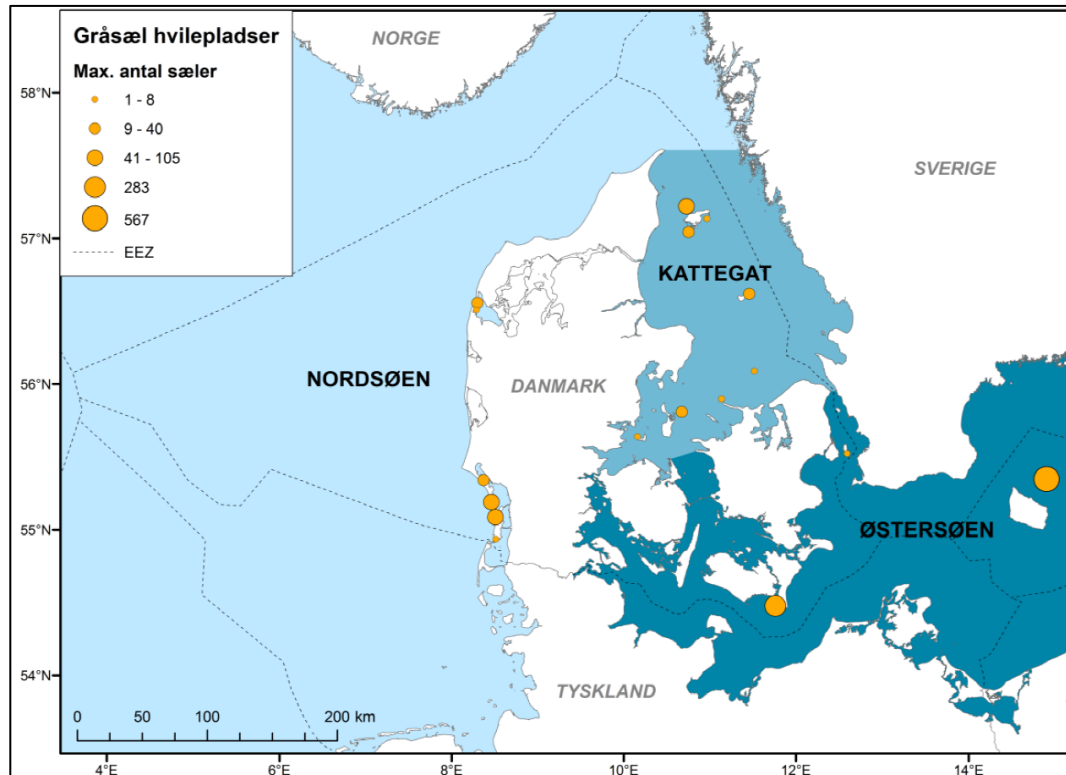 Gråsæl hvilepladser
Max. antal sæler
1 - 8
9 - 40
41 - 105
283
567
EEZ
NORGE
SVERIGE
KATTEGAT
NORDSØEN
DANMARK
ØSTERSØEN
TYSKLAND
58°N
57°N
56°N
55°N
54°N
0 50 100 200 km
4°E 6°E 8°E 10°E 12°E 14°E